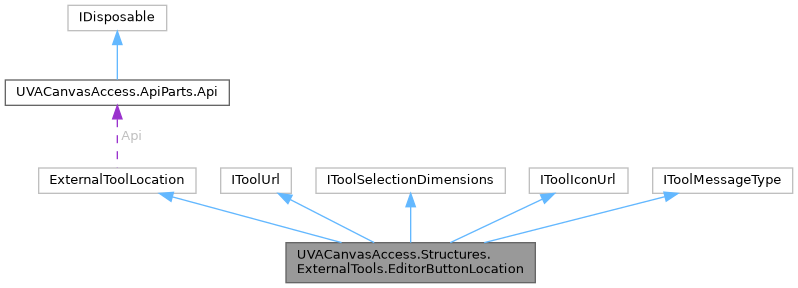 IDisposable
UVACanvasAccess.ApiParts.Api
Api
ExternalToolLocation
IToolUrl
IToolSelectionDimensions
IToolIconUrl
IToolMessageType
UVACanvasAccess.Structures.
ExternalTools.EditorButtonLocation